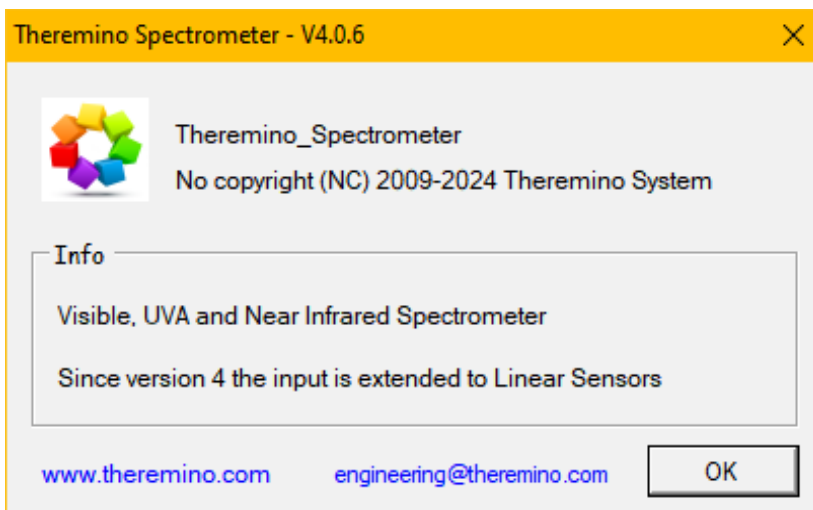 Theremino Spectrometer - V4.0.6
Theremino_Spectrometer
No copyright (NC) 2009-2024 Theremino System
Info
Visible, UVA and Near Infrared Spectrometer
Since version 4 the input is extended to Linear Sensors
www.theremino.com engineering@theremino.com OK